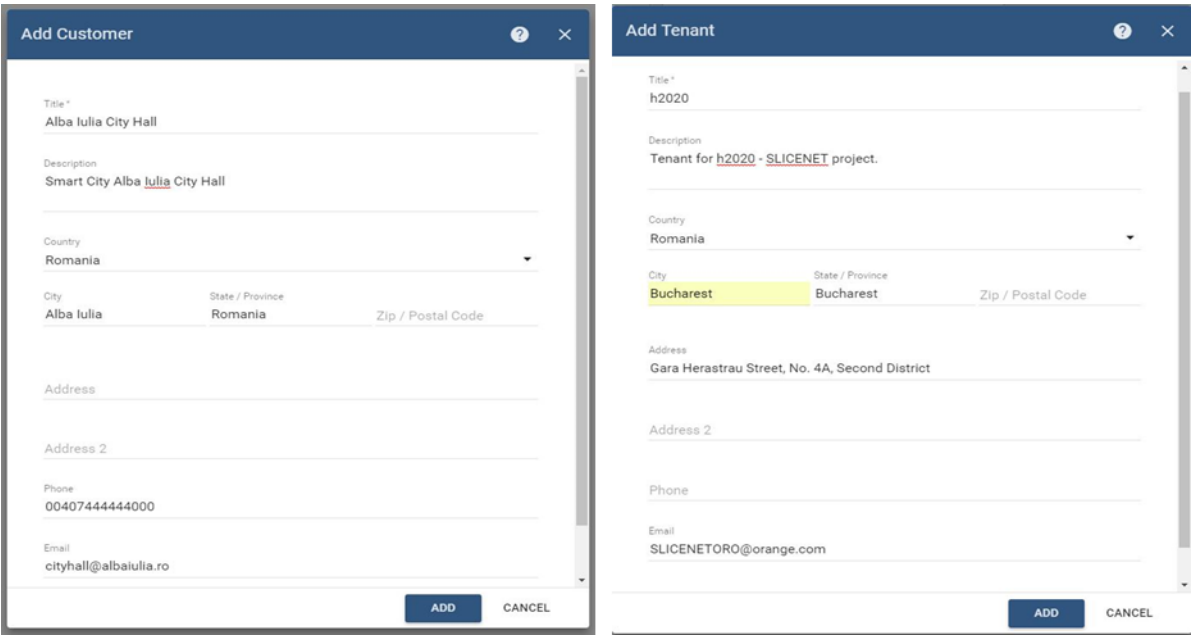 Add Customer
Title *
Alba Iulia City Hall
Description
Smart City Alba Iulia City Hall
Country
Romania
City State / Province
Alba Iulia Romania Zip / Postal Code
Address
Address 2
Phone
00407444444000
Email
cityhall@albaiulia.ro
ADD CANCEL
Add Tenant
Title *
h2020
Description
Tenant for h2020 - SLICENET project.
Country
Romania
City State / Province
Bucharest Bucharest Zip / Postal Code
Address
Gara Herastrau Street, No. 4A, Second District
Address 2
Phone
Email
SLICENETORO@orange.com
ADD CANCEL